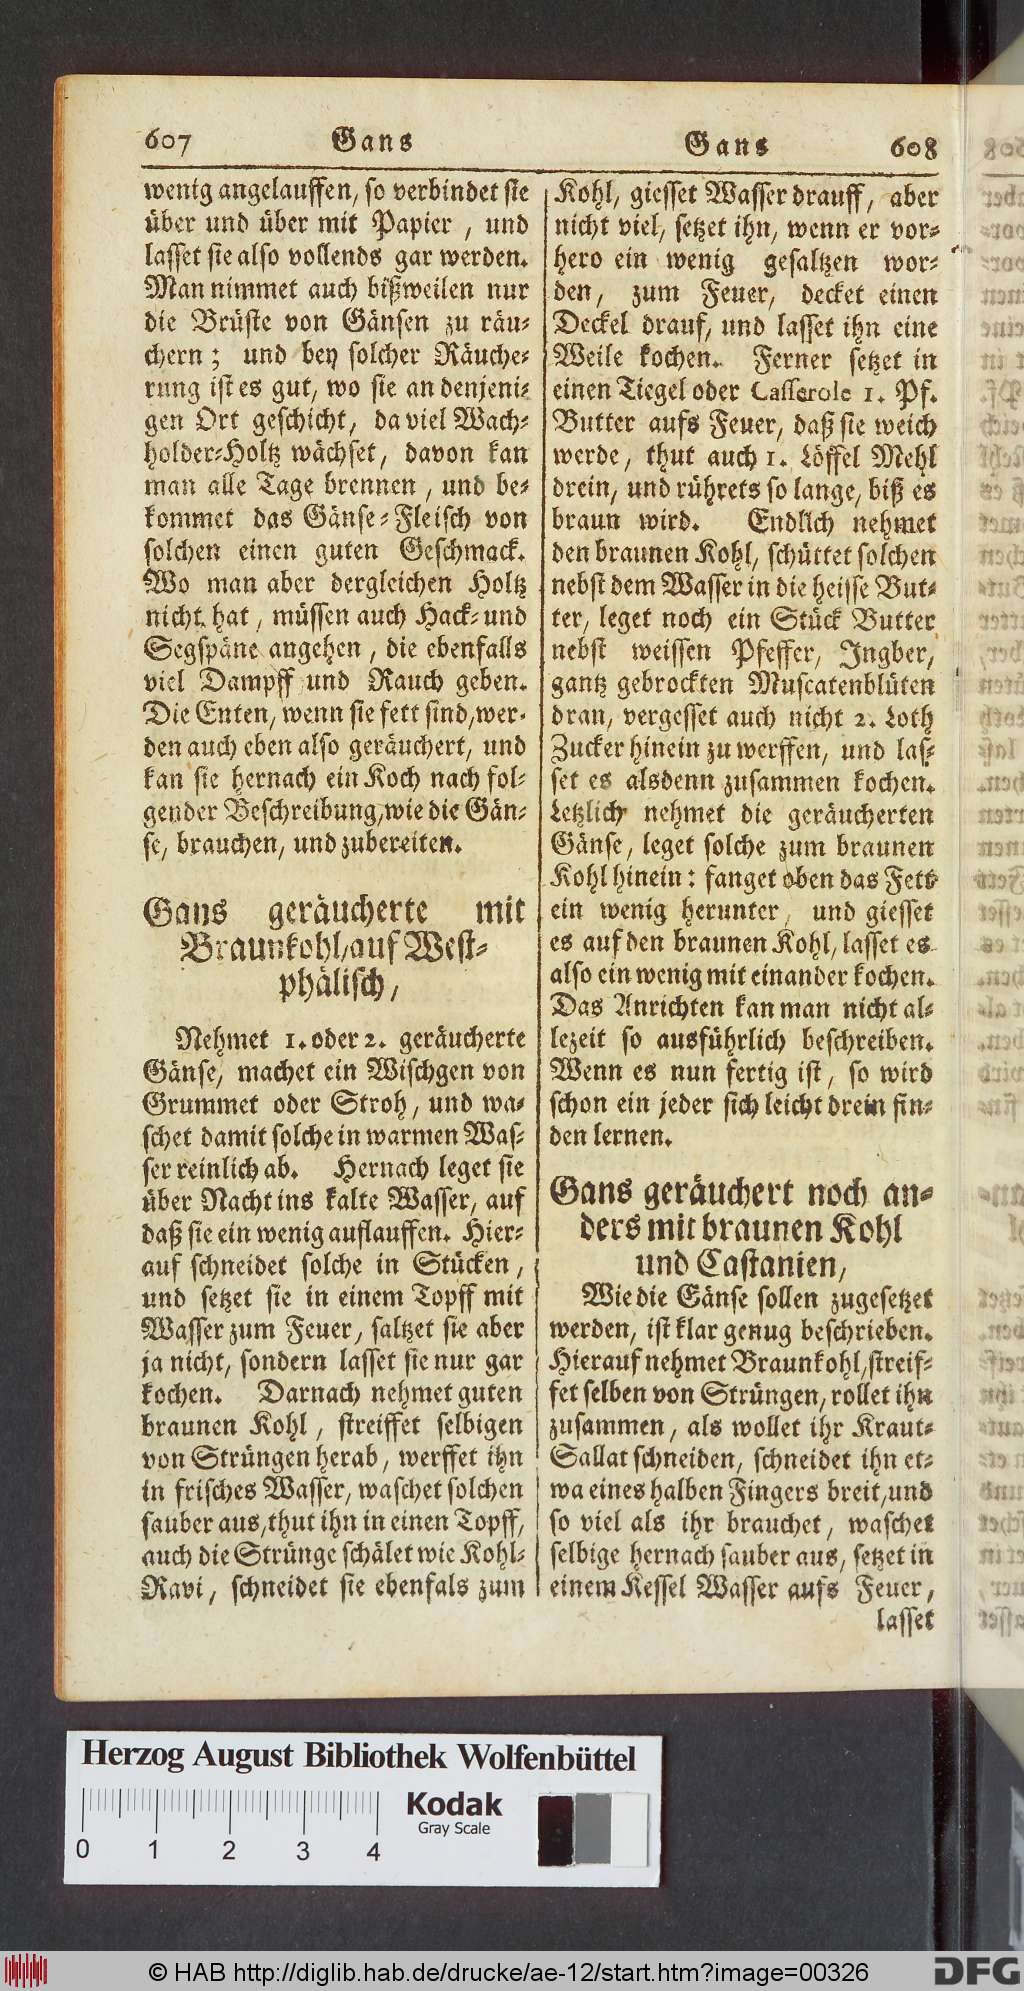 607 Gans
wenig angelauffen, so verbindet sie
über und über mit Papier, und
lasset sie also vollends gar werden.
Man nimmet auch bißweilen nur
die Brüste von Gänsen zu räu-
chern; und bey solcher Räuche-
rung ist es gut, wo sie an denjeni-
gen Ort geschicht, da viel Wach-
holder-Holtz wächset, davon kan
man alle Tage brennen, und be-
kommet das Gänse-Fleisch von
solchen einen guten Geschmack.
Wo man aber dergleichen Holtz
nicht hat, müssen auch Hack- und
Segspäne angehen, die ebenfalls
viel Dampff und Rauch geben.
Die Enten, wenn sie fett sind, wer-
den auch eben also geräuchert, und
kan sie hernach ein Koch nach fol-
gender Beschreibung, wie die Gän-
se, brauchen, und zubereiten.
Gans geräucherte mit
Braunkohl, auf West-
phälisch,
Nehmet 1. oder 2. geräucherte
Gänse, machet ein Wischgen von
Grummet oder Stroh, und wa-
schet damit solche in warmen Was-
ser reinlich ab. Hernach leget sie
über Nacht ins kalte Wasser, auf
daß sie ein wenig auflauffen. Hier-
auf schneidet solche in Stücken,
und setzet sie in einem Topff mit
Wasser zum Feuer, saltzet sie aber
ja nicht, sondern lasset sie nur gar
kochen. Darnach nehmet guten
braunen Kohl, streiffet selbigen
von Strüngen herab, werffet ihn
in frisches Wasser, waschet solchen
sauber aus, thut ihn in einen Topff,
auch die Strünge schälet wie Kohl-
Ravi, schneidet sie ebenfals zum
Gans 608
Kohl, giesset Wasser drauff, aber
nicht viel, setzet ihn, wenn er vor-
hero ein wenig gesaltzen wor-
den, zum Feuer, decket einen
Deckel drauf, und lasset ihn eine
Weile kochen. Ferner setzet in
einen Tiegel oder Casserole 1. Pf.
Butter aufs Feuer, daß sie weich
werde, thut auch 1. Löffel Mehl
drein, und rührets so lange, biß es
braun wird. Endlich nehmet
den braunen Kohl, schüttet solchen
nebst dem Wasser in die heisse But-
ter, leget noch ein Stück Butter
nebst weissen Pfeffer, Ingber,
gantz gebrockten Muscatenblüten
dran, vergesset auch nicht 2. Loth
Zucker hinein zu werffen, und las-
set es alsdenn zusammen kochen.
Letzlich nehmet die geräucherten
Gänse, leget solche zum braunen
Kohl hinein: fanget oben das Fett
ein wenig herunter, und giesset
es auf den braunen Kohl, lasset es
also ein wenig mit einander kochen.
Das Anrichten kan man nicht al-
lezeit so ausführlich beschreiben.
Wenn es nun fertig ist, so wird
schon ein jeder sich leicht drein fin-
den lernen.
Gans geräuchert noch an-
ders mit braunen Kohl
und Castanien,
Wie die Gänse sollen zugesetzet
werden, ist klar genug beschrieben.
Hierauf nehmet Braunkohl, streif-
fet selben von Strüngen, rollet ihn
zusammen, als wollet ihr Kraut-
Sallat schneiden, schneidet ihn et-
wa eines halben Fingers breit, und
so viel als ihr brauchet, waschet
selbige hernach sauber aus, setzet in
einem Kessel Wasser aufs Feuer,
lasset
Herzog August Bibliothek Wolfenbüttel
0 1 2 3 4
Kodak
Gray Scale
© HAB http://diglib.hab.de/drucke/ae-12/start.htm?image=00326
DFG